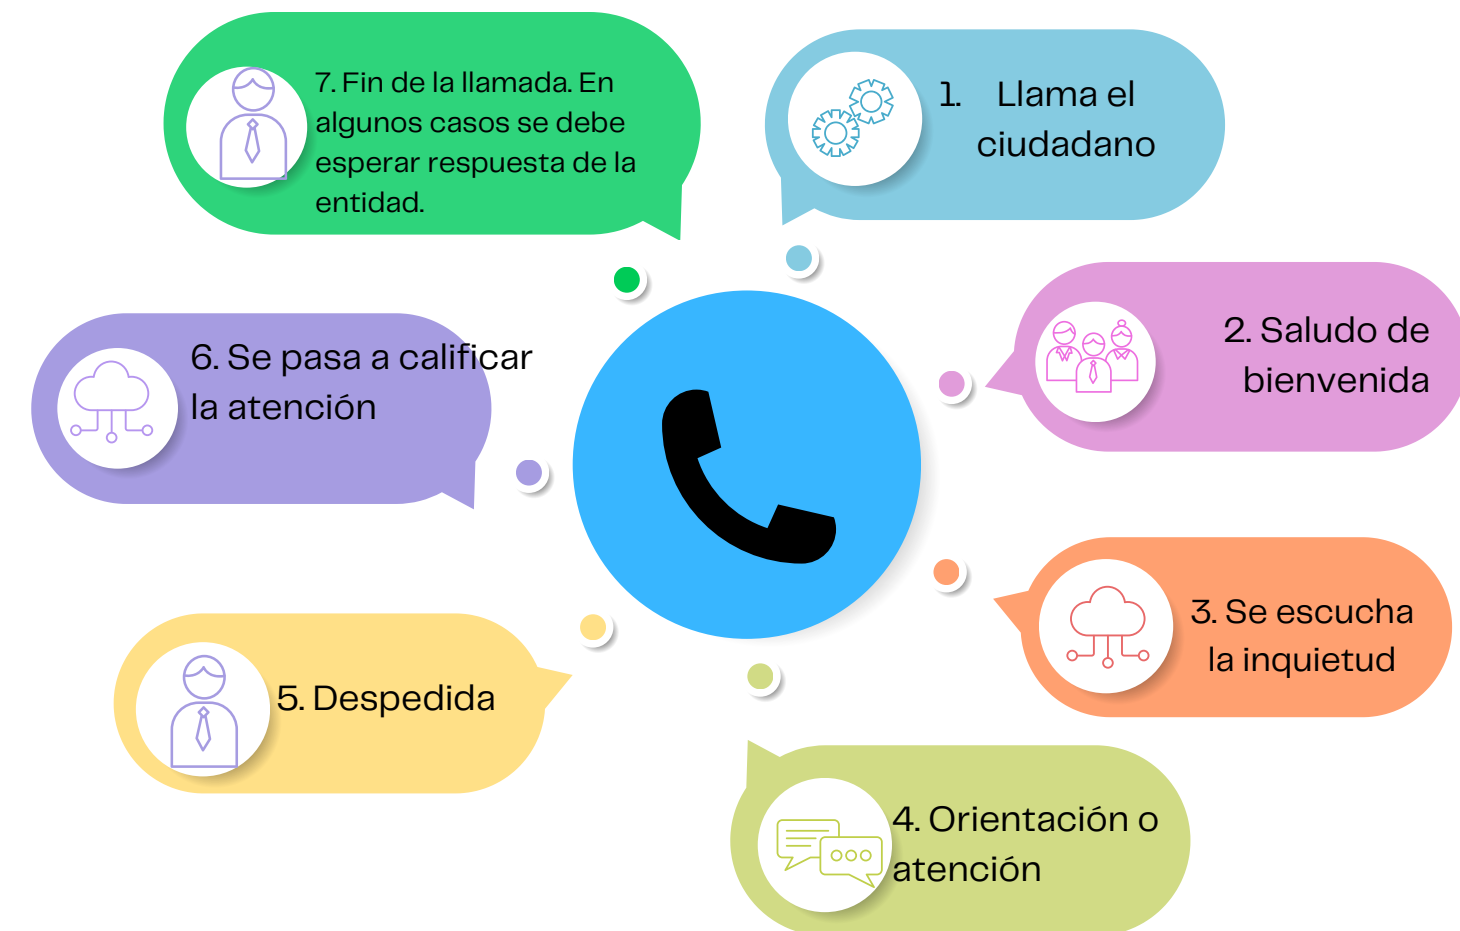 1. Llama el
ciudadano
2. Saludo de
bienvenida
3. Se escucha
la inquietud
4. Orientación o
atención
5. Despedida
6. Se pasa a calificar
la atención
7. Fin de la llamada. En
algunos casos se debe
esperar respuesta de la
entidad.